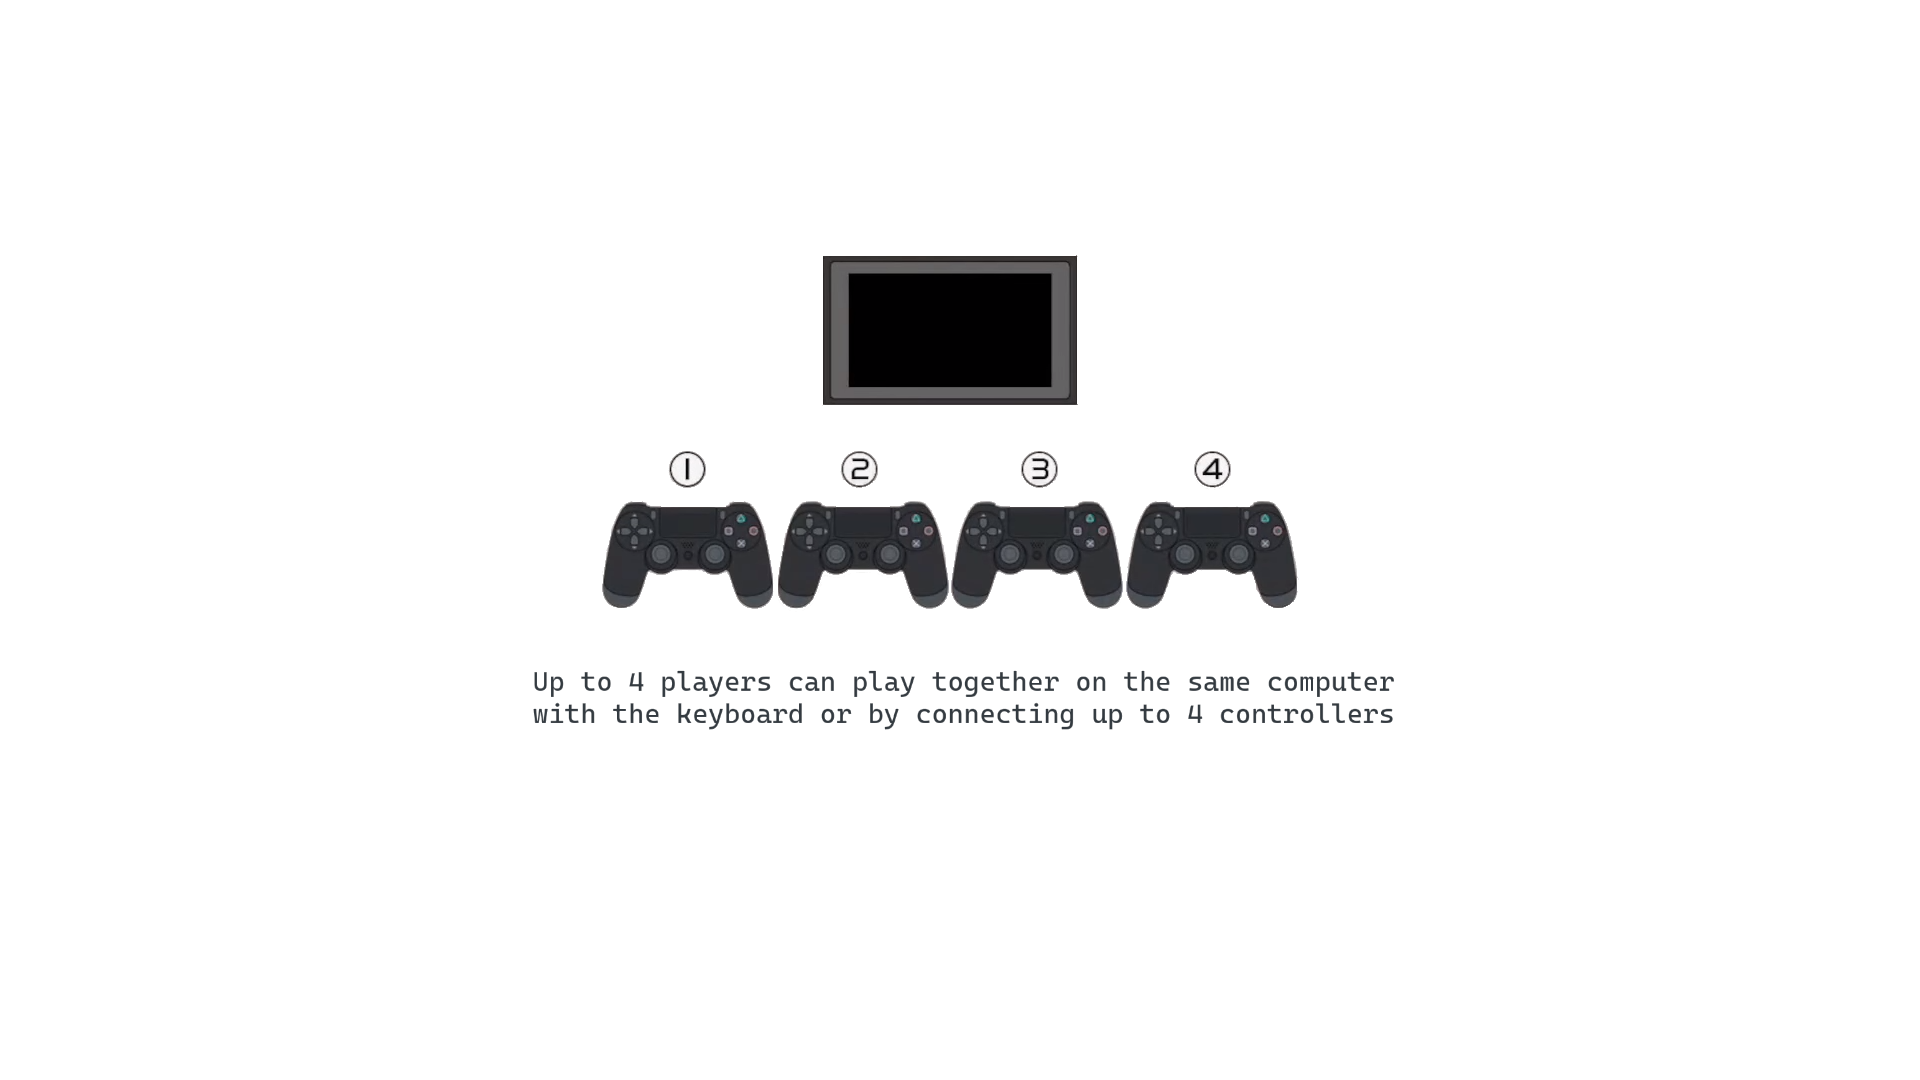 1 2 3 4
Up to 4 players can play together on the same computer
with the keyboard or by connecting up to 4 controllers